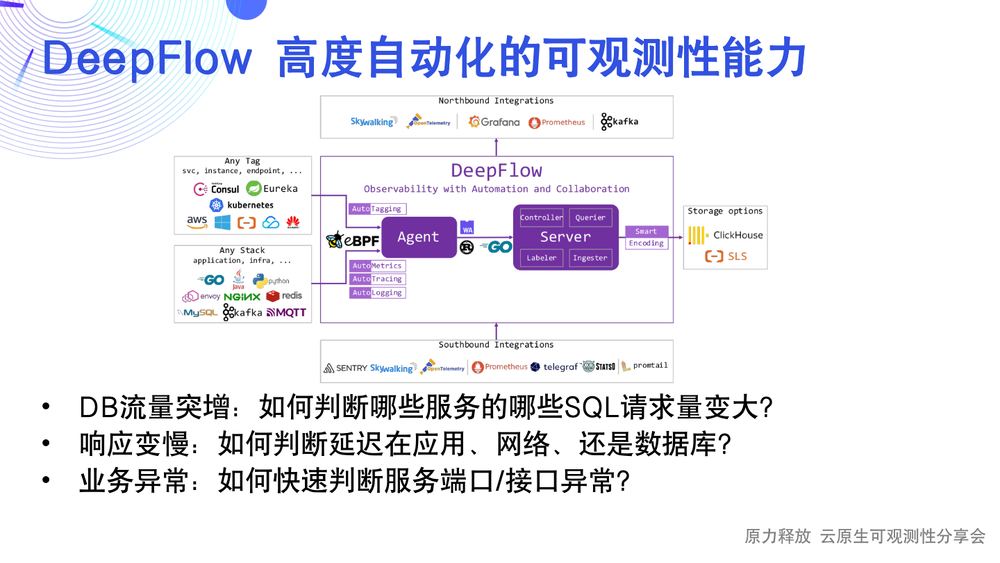 DeepFlow 高度自动化的可观测性能力
Northbound Integrations
Skywalking OpenTelemetry Grafana Prometheus kafka
Any Tag
svc, instance, endpoint, ...
Consul Eureka
kubernetes
aws
Any Stack
application, infra, ...
GO Java python
envoy NGINX redis
MySQL kafka MQTT
DeepFlow
Observability with Automation and Collaboration
AutoTagging
eBPF
Agent
WA
GO
AutoMetrics
AutoTracing
AutoLogging
Controller Querier
Server
Labeler Ingester
Smart
Encoding
Storage options
ClickHouse
SLS
Southbound Integrations
SENTRY Skywalking OpenTelemetry Prometheus telegraf STATSD promtail
• DB流量突增：如何判断哪些服务的哪些SQL请求量变大？
• 响应变慢：如何判断延迟在应用、网络、还是数据库？
• 业务异常：如何快速判断服务端口/接口异常？
原力释放 云原生可观测性分享会